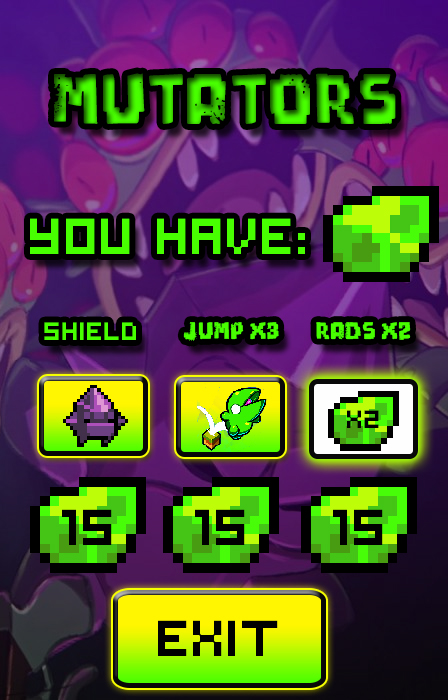 MUTATORS
YOU HAVE:
SHIELD JUMP X3 RADS X2
X2
15 15 15
EXIT